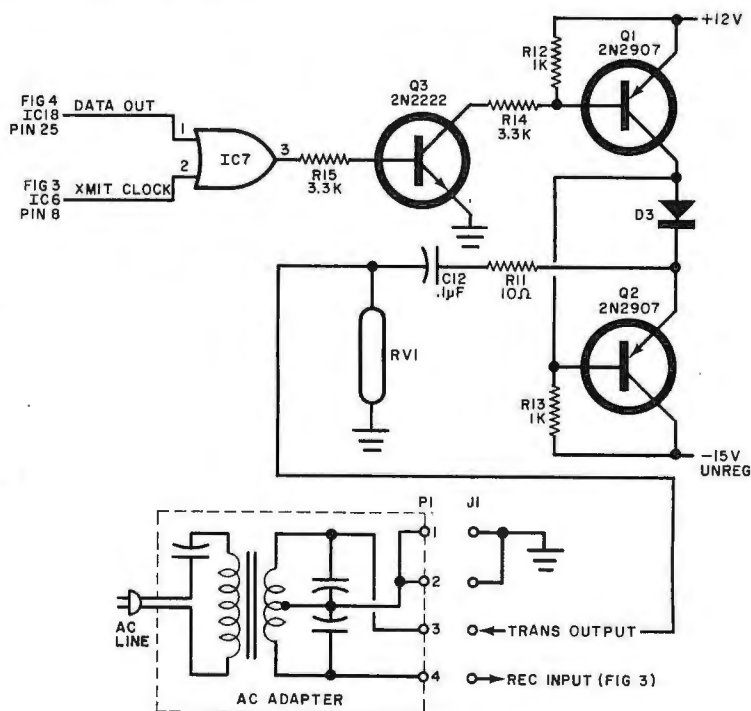 +12V
R12
1K
Q1
2N2907
Q3
2N2222
FIG 4
IC18
PIN 25
DATA OUT
1
IC7
3
R14
3.3K
2
R15
3.3K
FIG 3
IC6
PIN 8
XMIT CLOCK
D3
C12
.1µF
R11
10Ω
Q2
2N2907
RV1
R13
1K
-15V
UNREG
P1
J1
1
2
3
TRANS OUTPUT
4
REC INPUT (FIG 3)
AC
LINE
AC ADAPTER